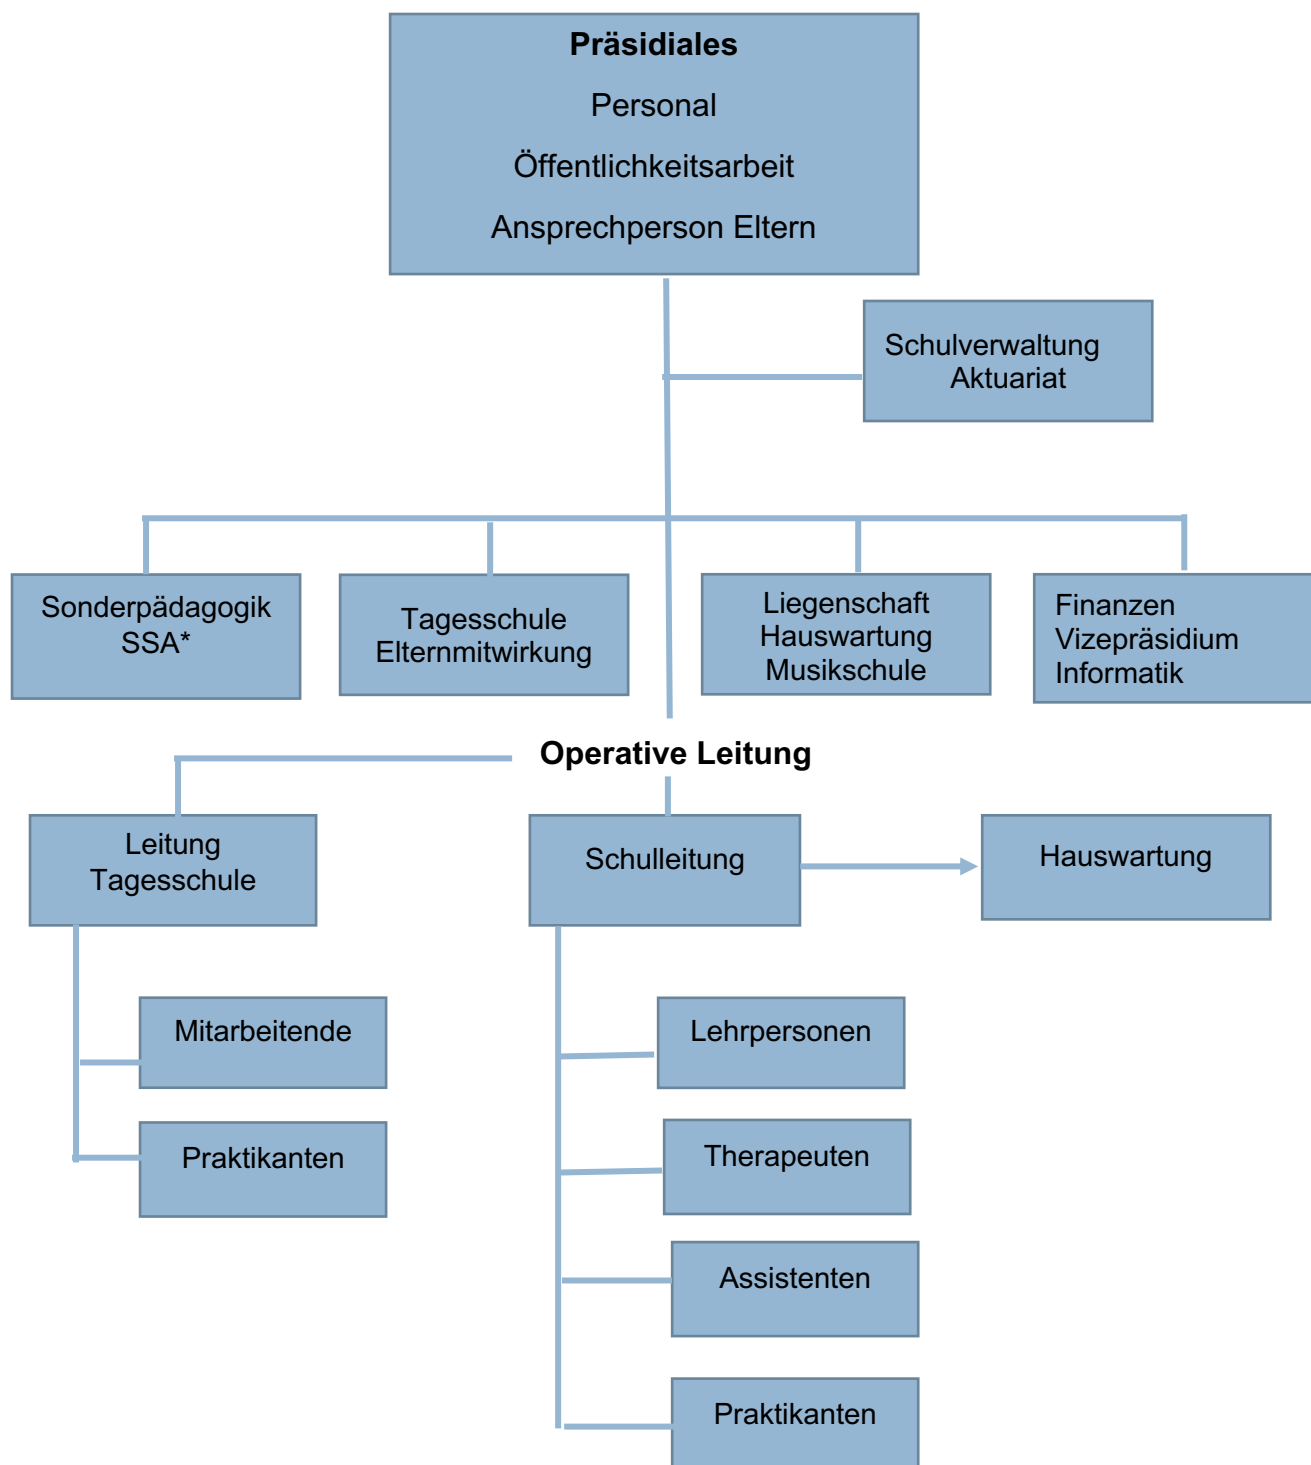 Präsidiales
Personal
Öffentlichkeitsarbeit
Ansprechperson Eltern
Schulverwaltung
Aktuariat
Sonderpädagogik
SSA*
Tagesschule
Elternmitwirkung
Liegenschaft
Hauswartung
Musikschule
Finanzen
Vizepräsidium
Informatik
Operative Leitung
Leitung
Tagesschule
Schulleitung
Hauswartung
Mitarbeitende
Praktikanten
Lehrpersonen
Therapeuten
Assistenten
Praktikanten